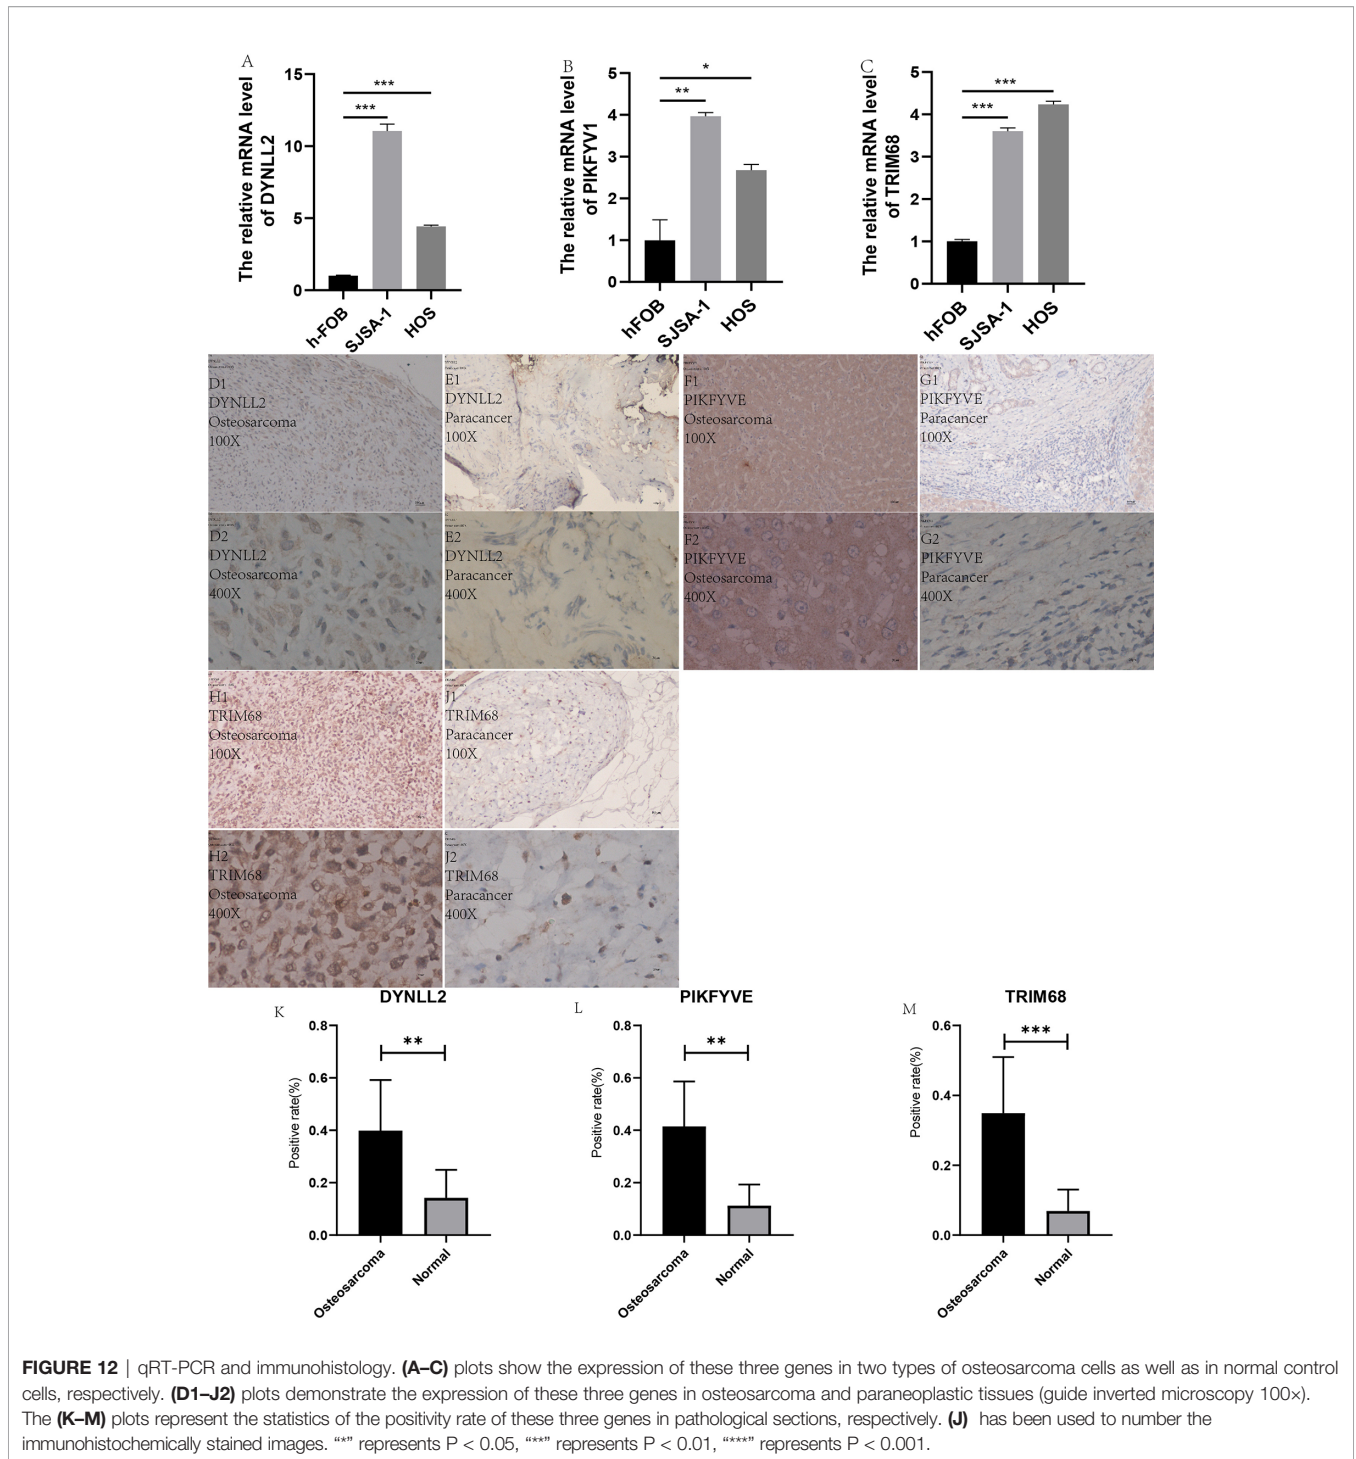 A
The relative mRNA level
of DYNLL2
15
10
5
0
***
***
h-FOB
SJSA-1
HOS
B
The relative mRNA level
of PIKFYV1
5
4
3
2
1
0
*
**
hFOB
SJSA-1
HOS
C
The relative mRNA level
of TRIM68
5
4
3
2
1
0
***
***
hFOB
SJSA-1
HOS
D1
DYNLL2
Osteosarcoma
100X
E1
DYNLL2
Paracancer
100X
F1
PIKFYVE
Osteosarcoma
100X
G1
PIKFYVE
Paracancer
100X
D2
DYNLL2
Osteosarcoma
400X
E2
DYNLL2
Paracancer
400X
F2
PIKFYVE
Osteosarcoma
400X
G2
PIKFYVE
Paracancer
400X
H1
TRIM68
Osteosarcoma
100X
J1
TRIM68
Paracancer
100X
H2
TRIM68
Osteosarcoma
400X
J2
TRIM68
Paracancer
400X
K
DYNLL2
Positive rate(%)
0.8
0.6
0.4
0.2
0.0
**
Osteosarcoma
Normal
L
PIKFYVE
Positive rate(%)
0.8
0.6
0.4
0.2
0.0
**
Osteosarcoma
Normal
M
TRIM68
Positive rate(%)
0.6
0.4
0.2
0.0
***
Osteosarcoma
Normal
FIGURE 12 | qRT-PCR and immunohistology. (A–C) plots show the expression of these three genes in two types of osteosarcoma cells as well as in normal control
cells, respectively. (D1–J2) plots demonstrate the expression of these three genes in osteosarcoma and paraneoplastic tissues (guide inverted microscopy 100×).
The (K–M) plots represent the statistics of the positivity rate of these three genes in pathological sections, respectively. (J) has been used to number the
immunohistochemically stained images. “*” represents P < 0.05, “**” represents P < 0.01, “***” represents P < 0.001.